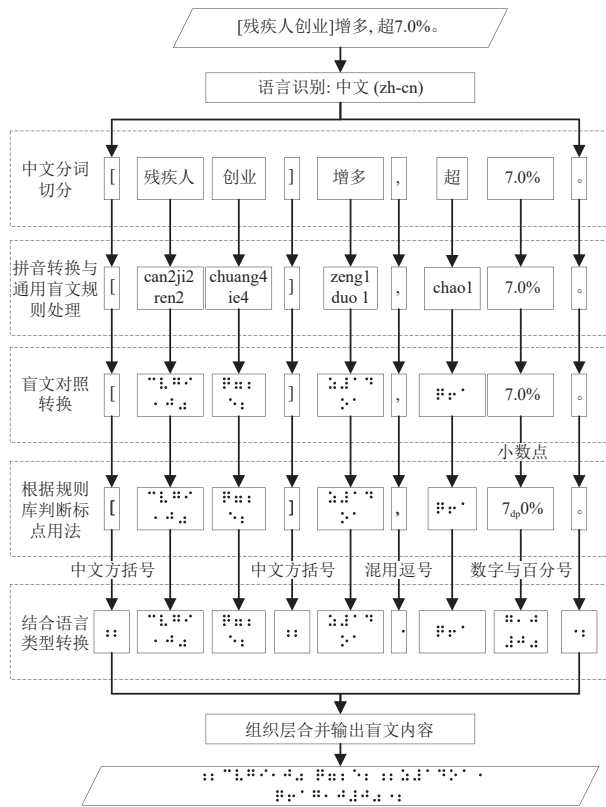 [残疾人创业]增多, 超7.0%。
语言识别: 中文 (zh-cn)
中文分词
切分
[ 残疾人 创业 ] 增多 , 超 7.0% 。
拼音转换与
通用盲文规
则处理
[ can2ji2 ren2 chuang4 ie4 ] zeng1 duo 1 , chao1 7.0% 。
盲文对照
转换
[ ] , 7.0% 。
小数点
根据规则
库判断标
点用法
[ ] , 7dp0% 。
中文方括号 中文方括号 混用逗号 数字与百分号
结合语言
类型转换
组织层合并输出盲文内容